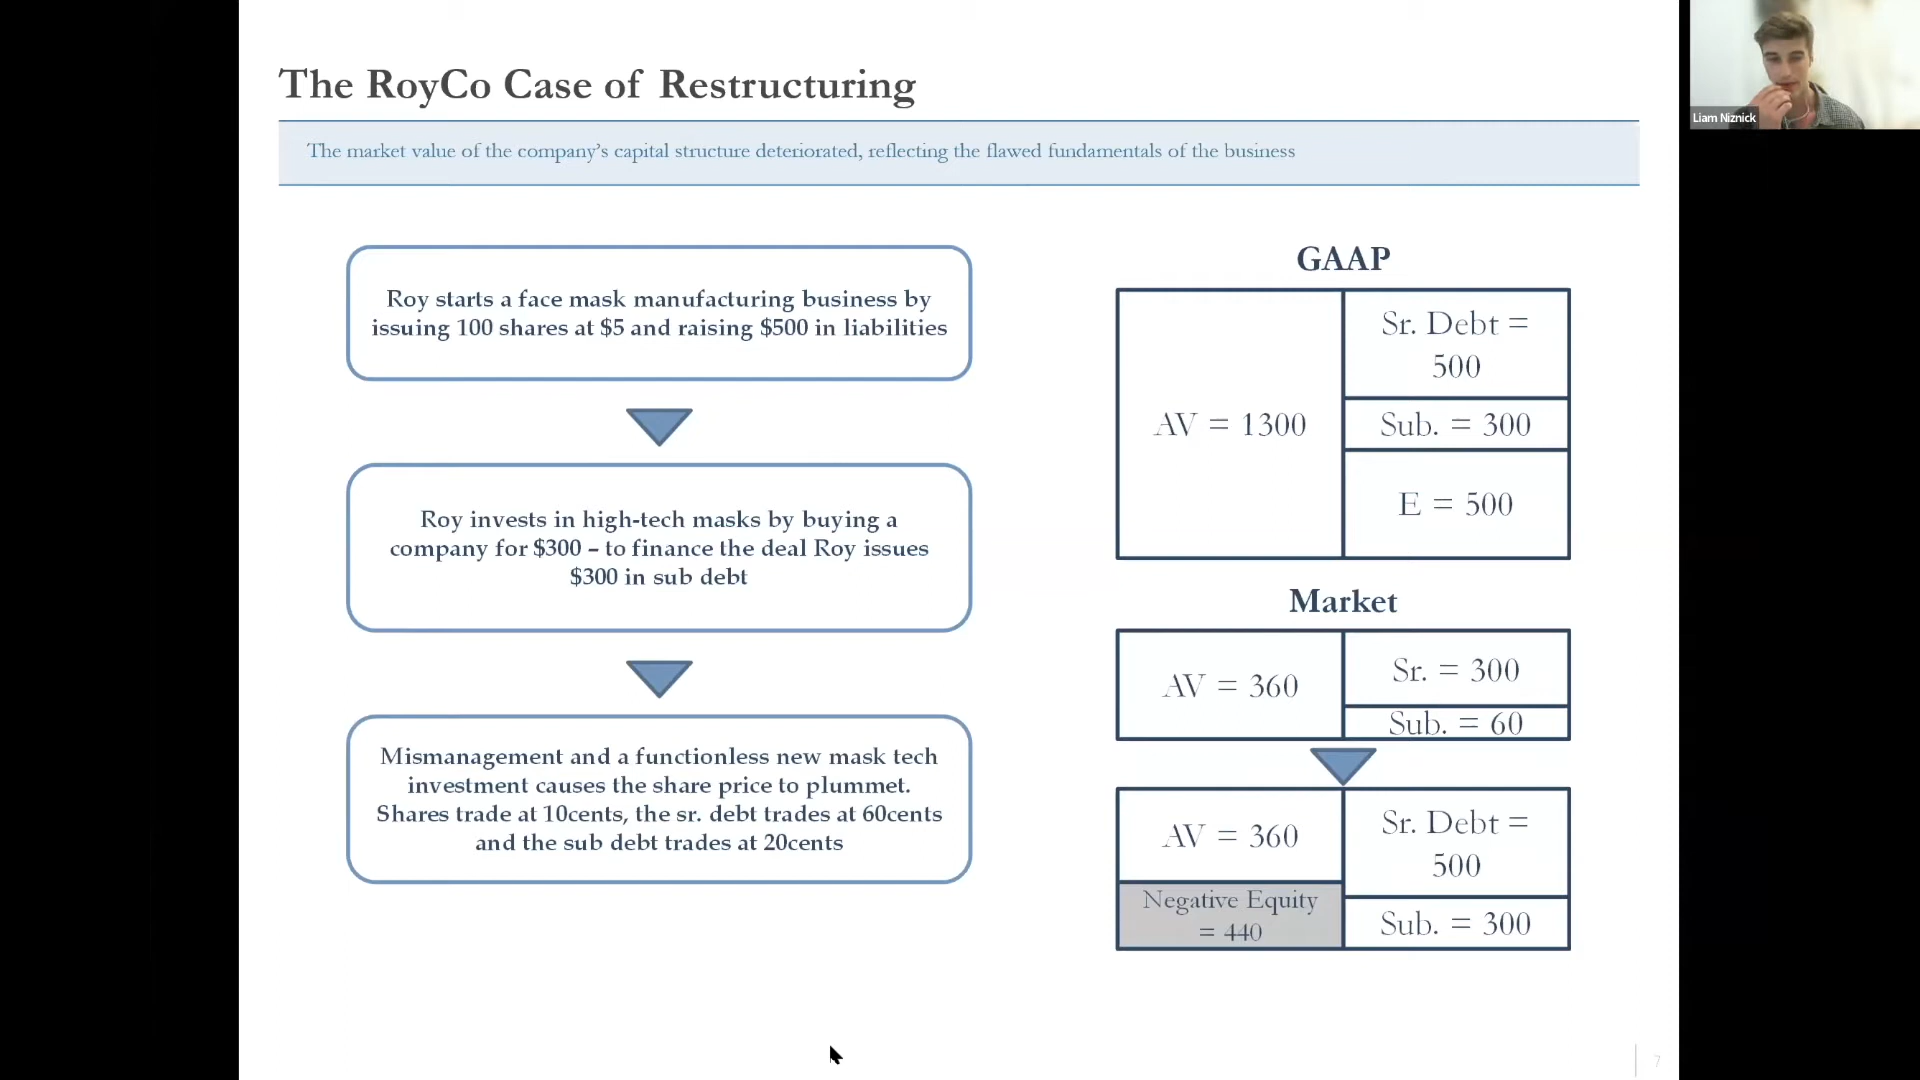 The RoyCo Case of Restructuring
The market value of the company's capital structure deteriorated, reflecting the flawed fundamentals of the business
Roy starts a face mask manufacturing business by
issuing 100 shares at $5 and raising $500 in liabilities
Roy invests in high-tech masks by buying a
company for $300 – to finance the deal Roy issues
$300 in sub debt
Mismanagement and a functionless new mask tech
investment causes the share price to plummet.
Shares trade at 10cents, the sr. debt trades at 60cents
and the sub debt trades at 20cents
GAAP
AV = 1300
Sr. Debt =
500
Sub. = 300
E = 500
Market
AV = 360
Sr. = 300
Sub. = 60
AV = 360
Negative Equity
= 440
Sr. Debt =
500
Sub. = 300
7
Liam Niznick